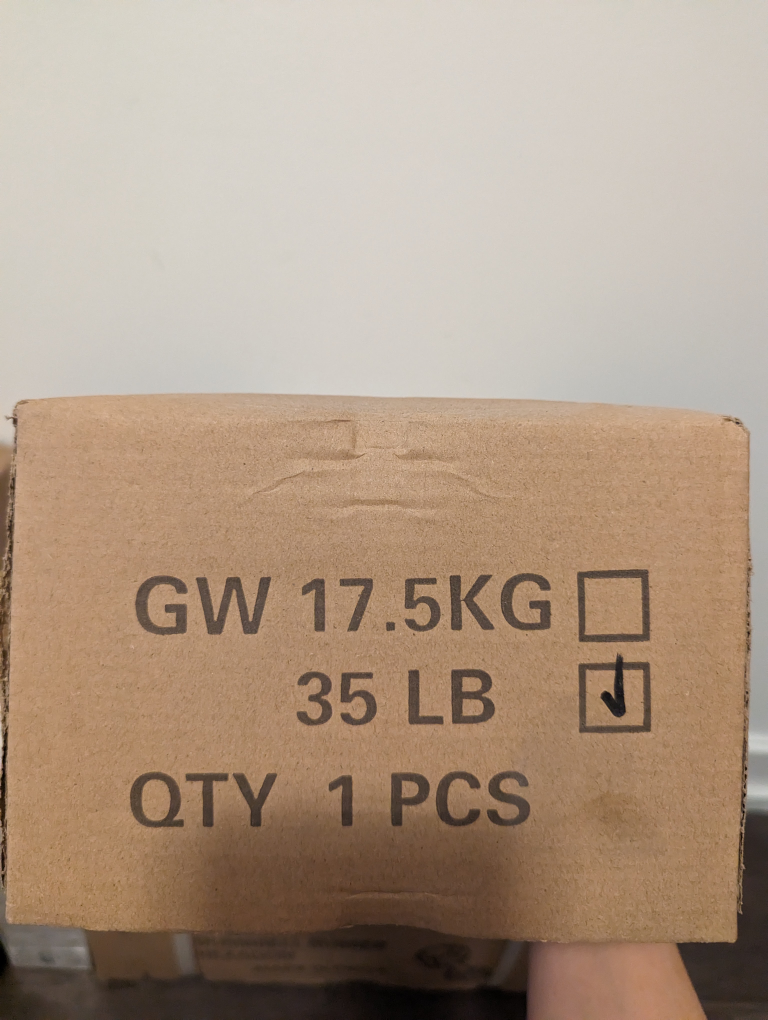 GW 17.5KG
35 LB
QTY 1 PCS